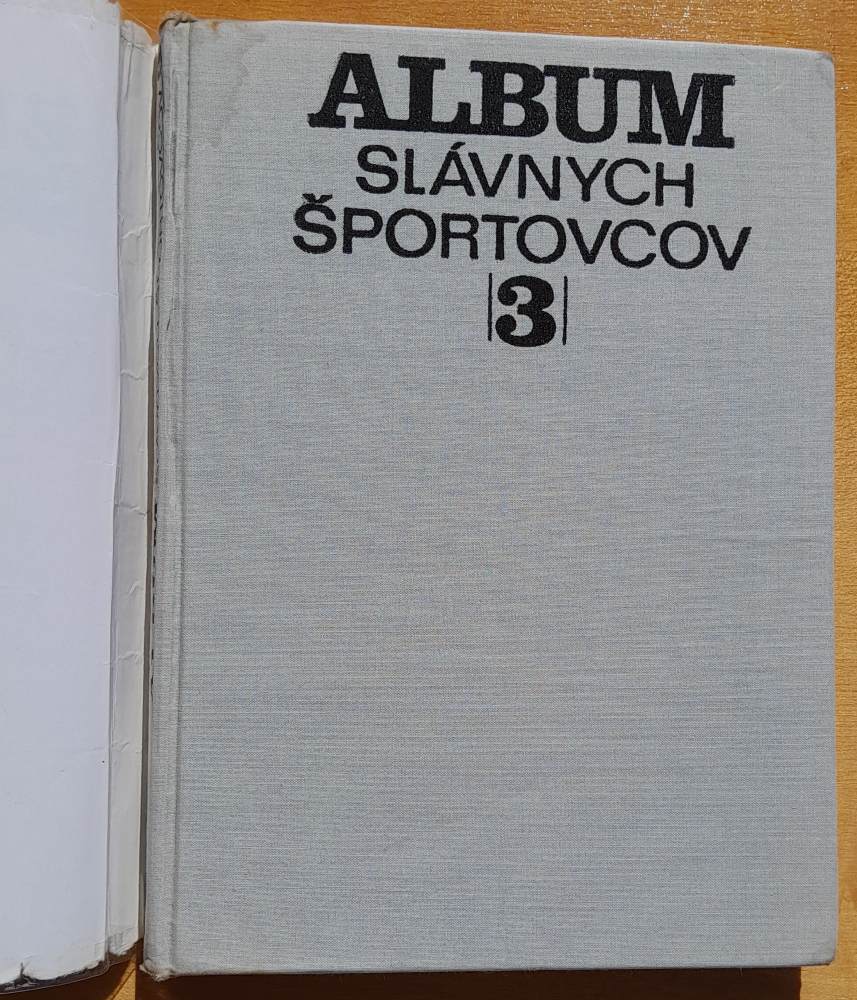 ALBUM
SLÁVNYCH
ŠPORTOVCOV
|3|